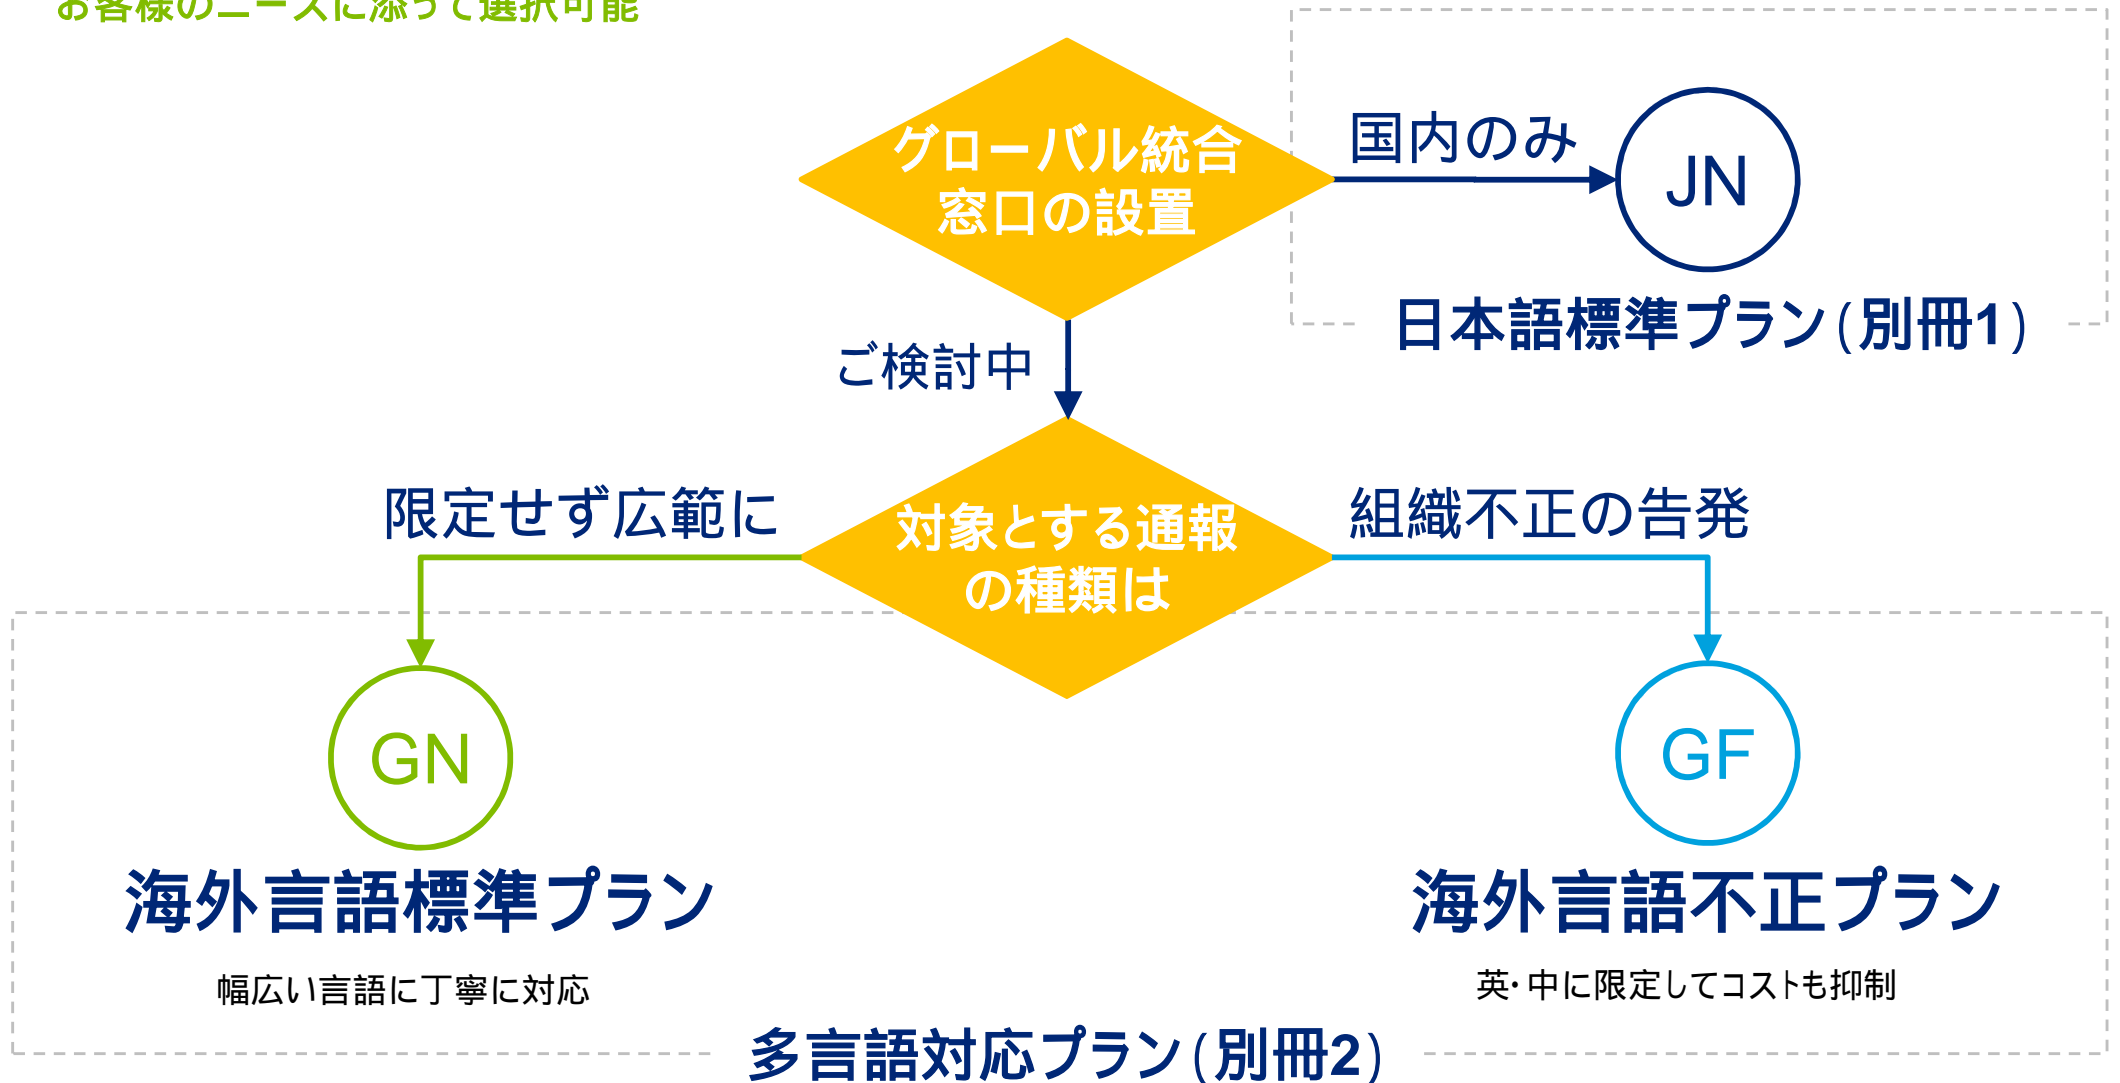 お客様のニーズに添って選択可能
グローバル統合
窓口の設置
国内のみ
JN
日本語標準プラン(別冊1)
ご検討中
限定せず広範に
対象とする通報
の種類は
組織不正の告発
GN
GF
海外言語標準プラン
海外言語不正プラン
幅広い言語に丁寧に対応
英・中に限定してコストも抑制
多言語対応プラン(別冊2)